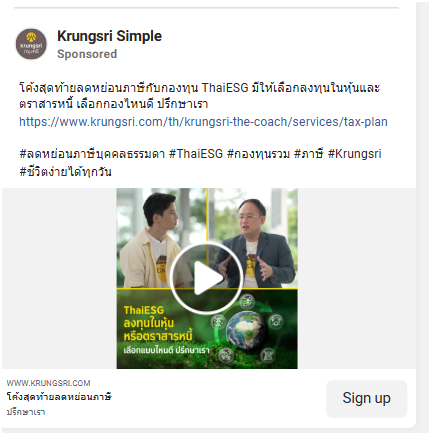 krungsri
กรุงศรี
Krungsri Simple
Sponsored
โค้งสุดท้ายลดหย่อนภาษีกับกองทุน ThaiESG มีให้เลือกลงทุนในหุ้นและ
ตราสารหนี้ เลือกกองไหนดี ปรึกษาเรา
https://www.krungsri.com/th/krungsri-the-coach/services/tax-plan
#ลดหย่อนภาษีบุคคลธรรมดา #ThaiESG #กองทุนรวม #ภาษี #Krungsri
#ชีวิตง่ายได้ทุกวัน
ThaiESG
ลงทุนในหุ้น
หรือตราสารหนี้
เลือกแบบไหนดี ปรึกษาเรา
WWW.KRUNGSRI.COM
โค้งสุดท้ายลดหย่อนภาษี
ปรึกษาเรา
Sign up